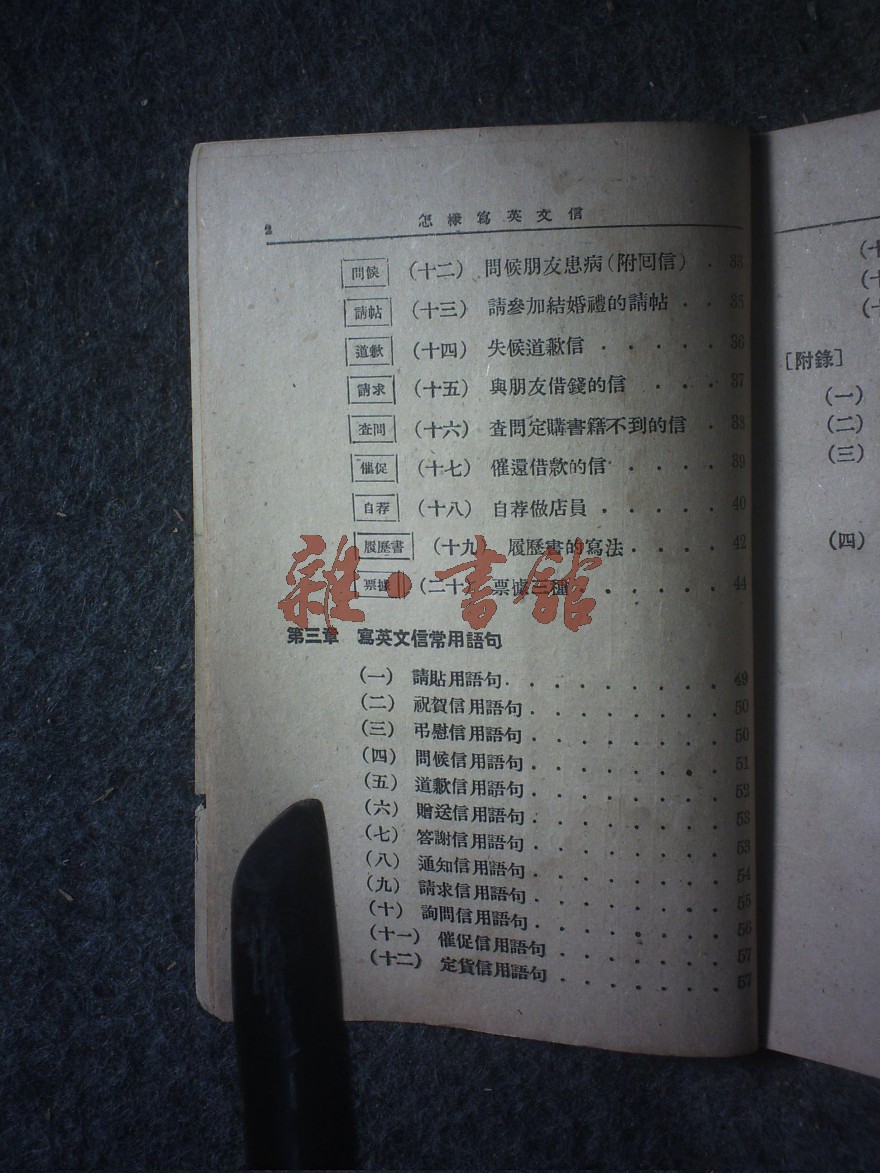 2 怎樣寫英文信
問候 (十二) 問候朋友患病(附回信) . 33
請帖 (十三) 請參加結婚禮的請帖 . . 35
道歉 (十四) 失候道歉信 . . . . . 36
請求 (十五) 與朋友借錢的信 . . . . 37
查問 (十六) 查問定購書籍不到的信 . 38
催促 (十七) 催還借款的信 . . . . . 39
自荐 (十八) 自荐做店員 . . . . . . 40
履歷書 (十九) 履歷書的寫法 . . . . 42
票據 (二十) 票據三種 . . . . . . 44
雜·書館
第三章 寫英文信常用語句
(一) 請貼用語句 . . . . . . . . 49
(二) 祝賀信用語句 . . . . . . . 50
(三) 弔慰信用語句 . . . . . . . 50
(四) 問候信用語句 . . . . . . . 51
(五) 道歉信用語句 . . . . . . . 52
(六) 贈送信用語句 . . . . . . . 53
(七) 答謝信用語句 . . . . . . . 53
(八) 通知信用語句 . . . . . . . 54
(九) 請求信用語句 . . . . . . . 55
(十) 詢問信用語句 . . . . . . . 56
(十一) 催促信用語句 . . . . . . 57
(十二) 定貨信用語句 . . . . . . 57
(十
(十
(十
[附錄]
(一)
(二)
(三)
(四)